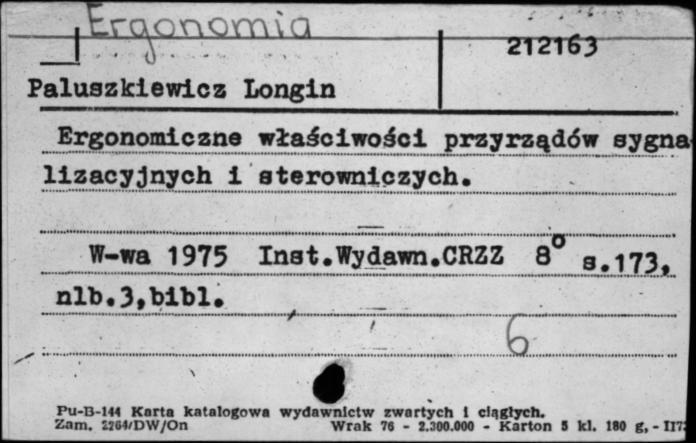 Ergonomia
212163
Paluszkiewicz Longin
Ergonomiczne właściwości przyrządów sygna
lizacyjnych i sterowniczych.
W-wa 1975 Inst.Wydawn.CRZZ 8° s.173,
nlb.3,bibl.
6
Pu-B-144 Karta katalogowa wydawnictw zwartych i ciągłych.
Zam. 2264/DW/On Wrak 76 - 2.300.000 - Karton 5 kl. 180 g,